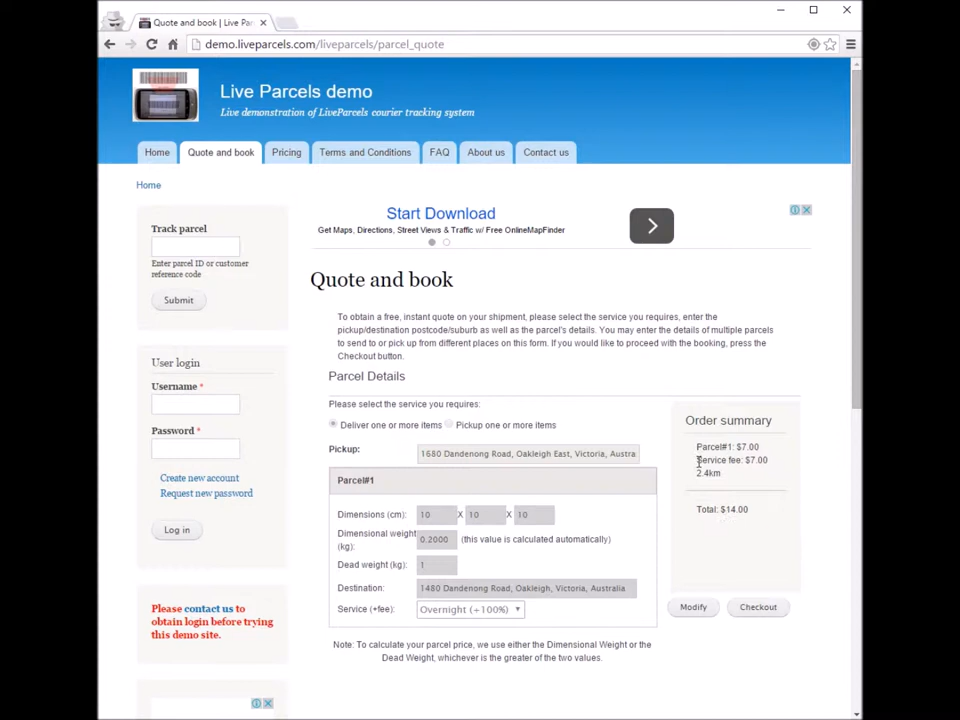 Quote and book | Live Par
demo.liveparcels.com/liveparcels/parcel_quote
Live Parcels demo
Live demonstration of LiveParcels courier tracking system
Home
Quote and book
Pricing
Terms and Conditions
FAQ
About us
Contact us
Home
Track parcel
Enter parcel ID or customer
reference code
Submit
User login
Username *
Password *
Create new account
Request new password
Log in
Please contact us to
obtain login before trying
this demo site.
Start Download
Get Maps, Directions, Street Views & Traffic w/ Free OnlineMapFinder
Quote and book
To obtain a free, instant quote on your shipment, please select the service you requires, enter the
pickup/destination postcode/suburb as well as the parcel's details. You may enter the details of multiple parcels
to send to or pick up from different places on this form. If you would like to proceed with the booking, press the
Checkout button.
Parcel Details
Please select the service you requires:
Deliver one or more items Pickup one or more items
Pickup: 1680 Dandenong Road, Oakleigh East, Victoria, Austra
Parcel#1
Dimensions (cm): 10 X 10 X 10
Dimensional weight
(kg): 0.2000 (this value is calculated automatically)
Dead weight (kg): 1
Destination: 1480 Dandenong Road, Oakleigh, Victoria, Australia
Service (+fee): Overnight (+100%)
Note: To calculate your parcel price, we use either the Dimensional Weight or the
Dead Weight, whichever is the greater of the two values.
Order summary
Parcel#1: $7.00
Service fee: $7.00
2.4km
Total: $14.00
Modify
Checkout